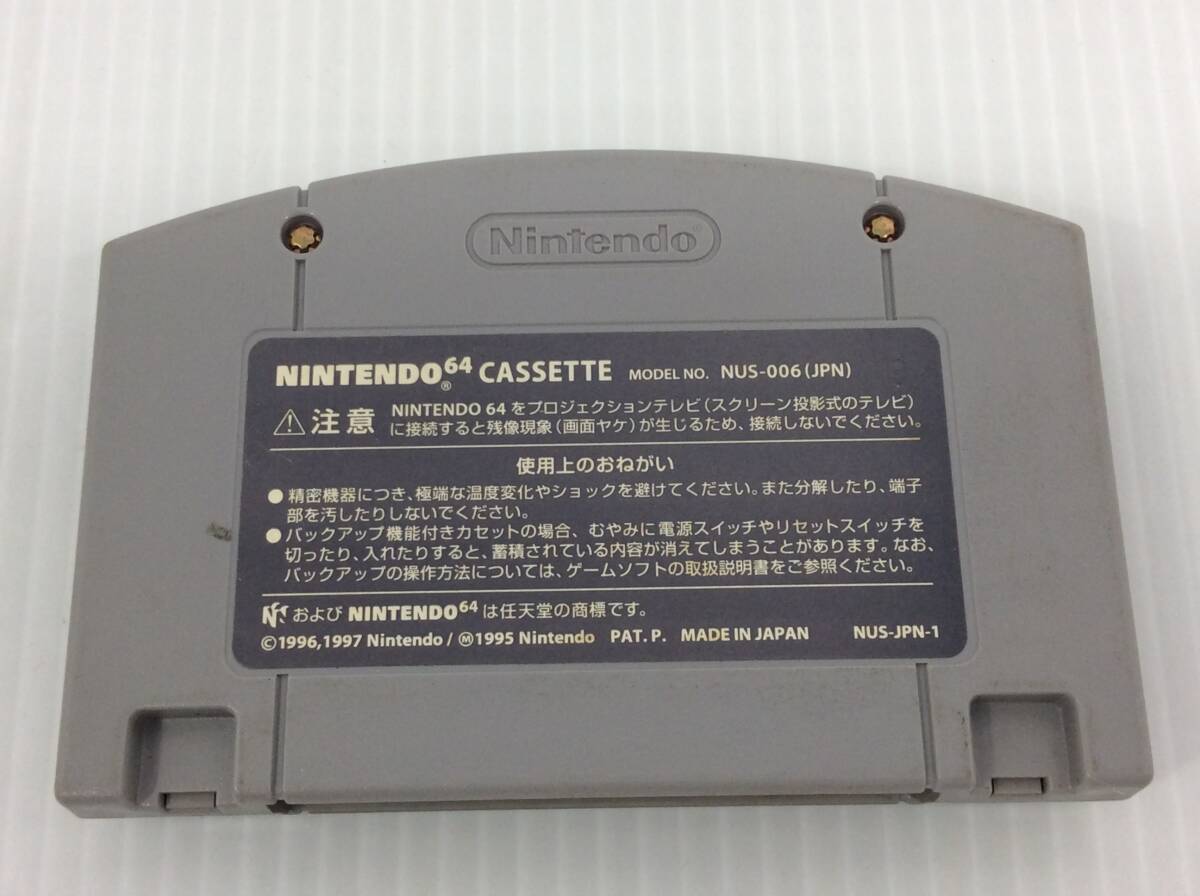 Nintendo®
NINTENDO®64 CASSETTE MODEL NO. NUS-006(JPN)
注意 NINTENDO 64をプロジェクションテレビ(スクリーン投影式のテレビ)
に接続すると残像現象(画面ヤケ)が生じるため、接続しないでください。
使用上のおねがい
●精密機器につき、極端な温度変化やショックを避けてください。また分解したり、端子
部を汚したりしないでください。
●バックアップ機能付きカセットの場合、むやみに電源スイッチやリセットスイッチを
切ったり、入れたりすると、蓄積されている内容が消えてしまうことがあります。なお、
バックアップの操作方法については、ゲームソフトの取扱説明書をご参照ください。
および NINTENDO64 は任天堂の商標です。
©1996,1997 Nintendo/Ⓜ1995 Nintendo PAT. P. MADE IN JAPAN NUS-JPN-1